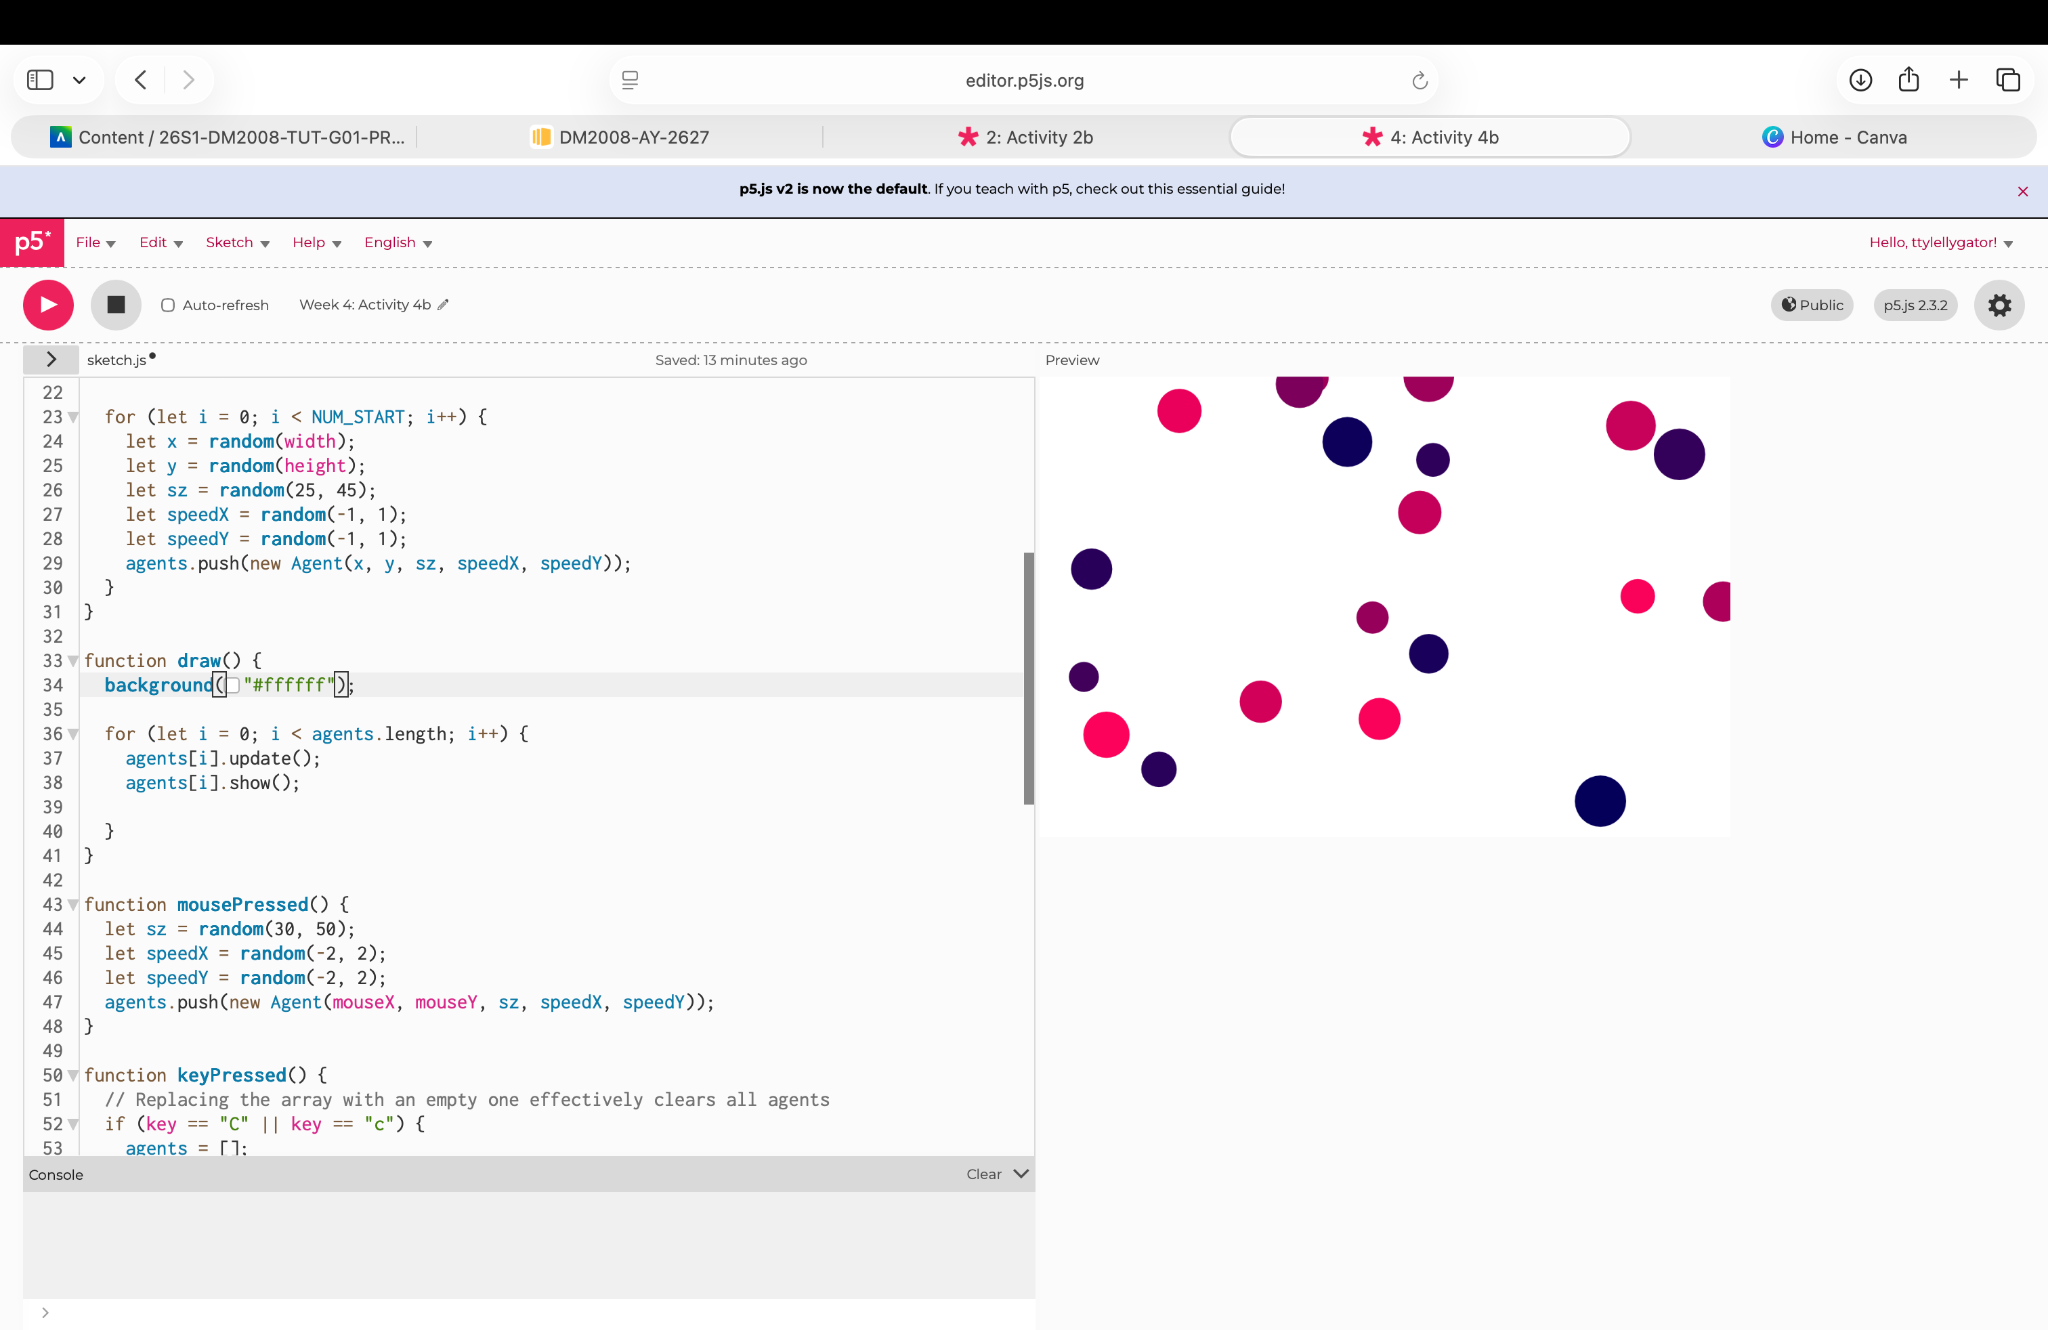 editor.p5js.org
Content / 26S1-DM2008-TUT-G01-PR...
DM2008-AY-2627
2: Activity 2b
4: Activity 4b
Home - Canva
p5.js v2 is now the default. If you teach with p5, check out this essential guide!
p5*
File
Edit
Sketch
Help
English
Hello, ttylellygator!
Auto-refresh
Week 4: Activity 4b
Public
p5.js 2.3.2
sketch.js
Saved: 13 minutes ago
Preview
22
23 for (let i = 0; i < NUM_START; i++) {
24 let x = random(width);
25 let y = random(height);
26 let sz = random(25, 45);
27 let speedX = random(-1, 1);
28 let speedY = random(-1, 1);
29 agents.push(new Agent(x, y, sz, speedX, speedY));
30 }
31 }
32
33 function draw() {
34 background("#ffffff");
35
36 for (let i = 0; i < agents.length; i++) {
37 agents[i].update();
38 agents[i].show();
39
40 }
41 }
42
43 function mousePressed() {
44 let sz = random(30, 50);
45 let speedX = random(-2, 2);
46 let speedY = random(-2, 2);
47 agents.push(new Agent(mouseX, mouseY, sz, speedX, speedY));
48 }
49
50 function keyPressed() {
51 // Replacing the array with an empty one effectively clears all agents
52 if (key == "C" || key == "c") {
53 agents = [];
Console
Clear
>